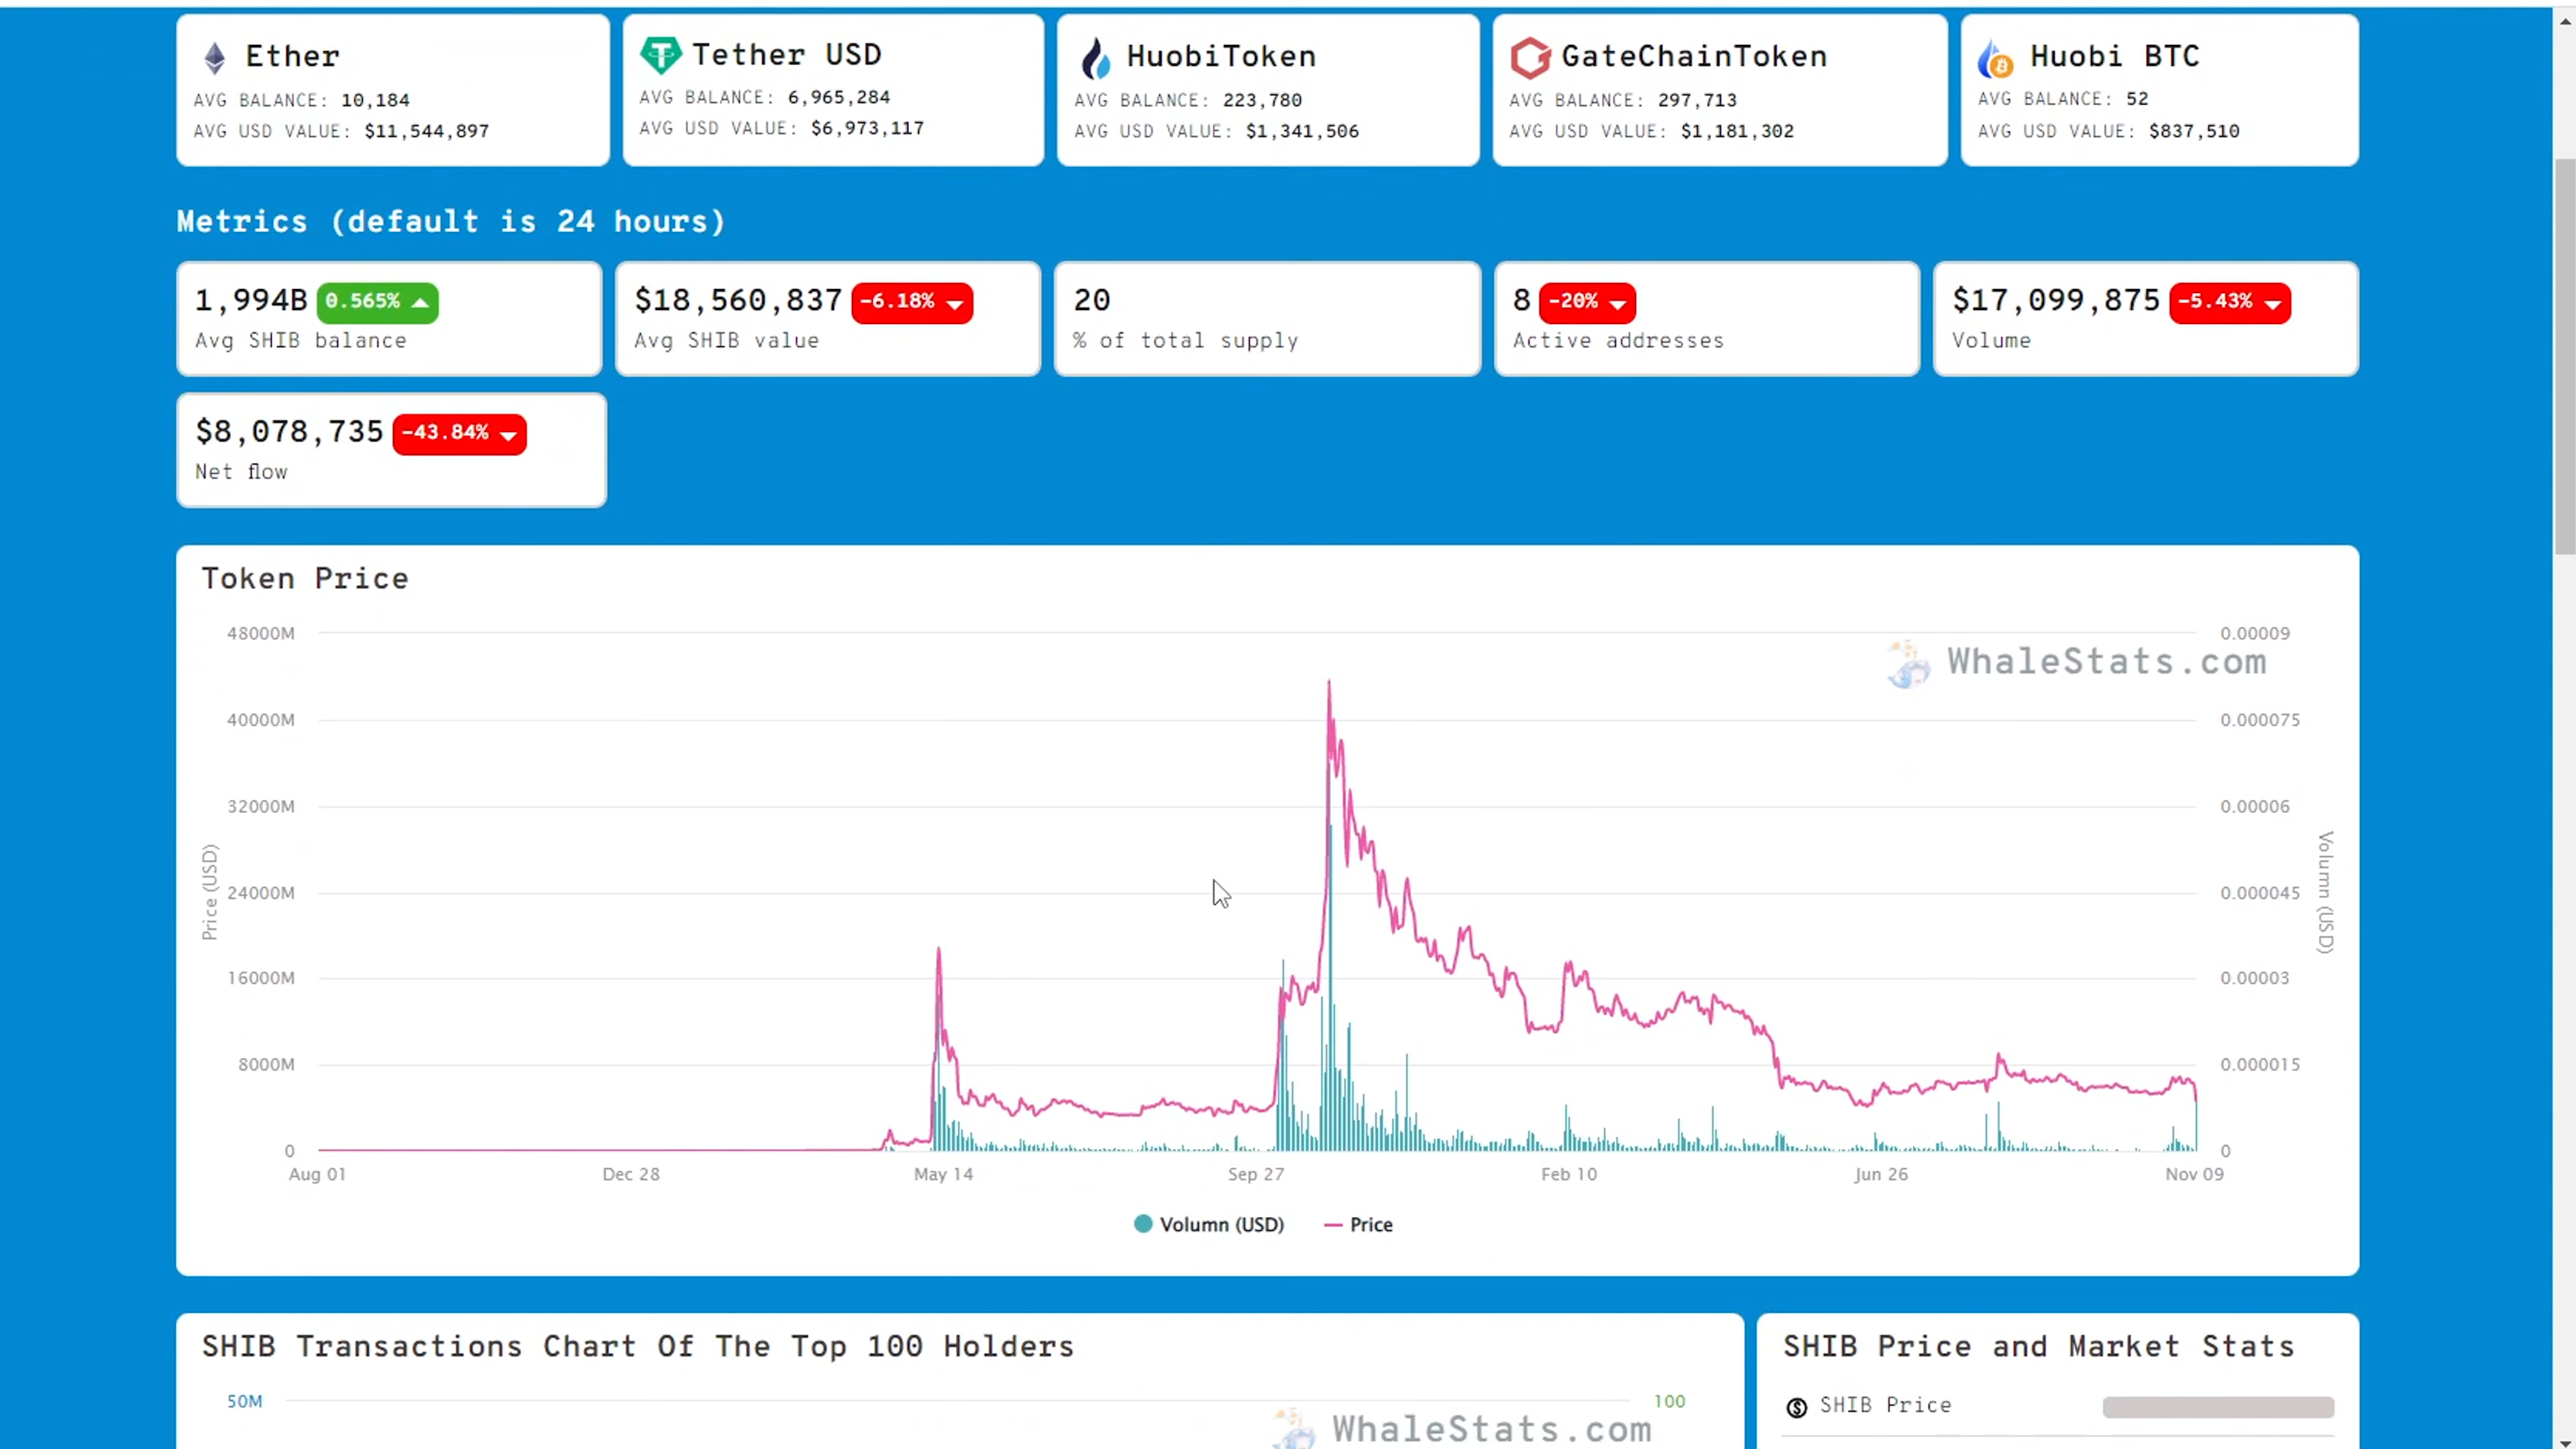 Ether
AVG BALANCE: 10,184
AVG USD VALUE: $11,544,897
Tether USD
AVG BALANCE: 6,965,284
AVG USD VALUE: $6,973,117
HuobiToken
AVG BALANCE: 223,780
AVG USD VALUE: $1,341,506
GateChainToken
AVG BALANCE: 297,713
AVG USD VALUE: $1,181,302
Huobi BTC
AVG BALANCE: 52
AVG USD VALUE: $837,510
Metrics (default is 24 hours)
1,994B 0.565%
Avg SHIB balance
$18,560,837 -6.18%
Avg SHIB value
20
% of total supply
8 -20%
Active addresses
$17,099,875 -5.43%
Volume
$8,078,735 -43.84%
Net flow
Token Price
WhaleStats.com
48000M
40000M
32000M
24000M
16000M
8000M
0
Price (USD)
0.00009
0.000075
0.00006
0.000045
0.00003
0.000015
0
Volumn (USD)
Aug 01 Dec 28 May 14 Sep 27 Feb 10 Jun 26 Nov 09
Volumn (USD) Price
SHIB Transactions Chart Of The Top 100 Holders
50M
100
WhaleStats.com
SHIB Price and Market Stats
SHIB Price